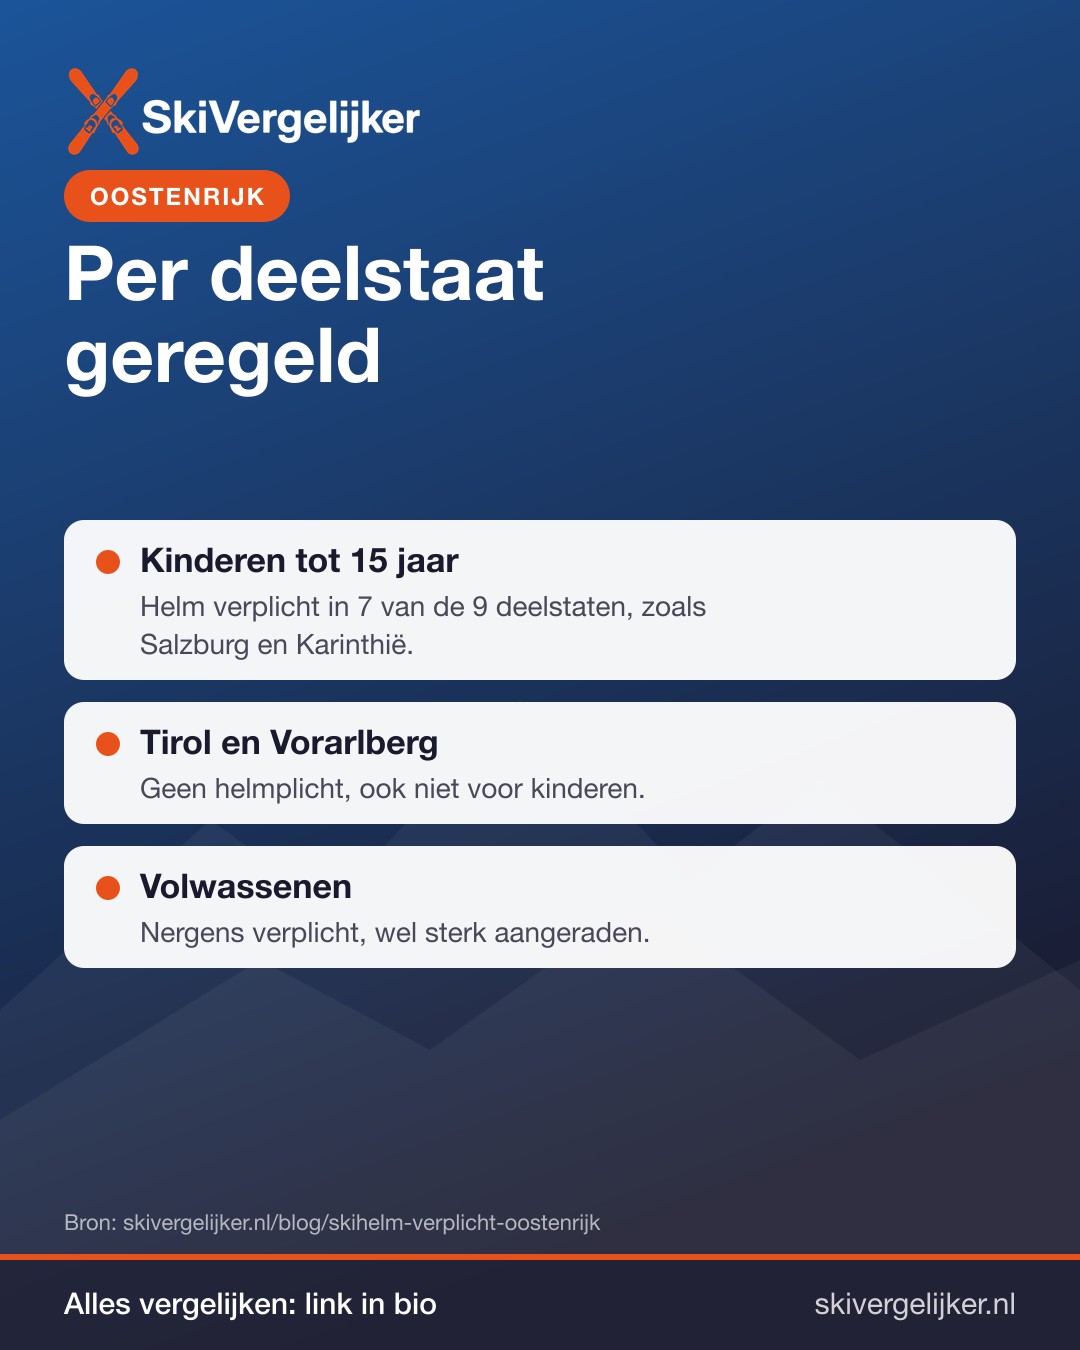 SkiVergelijker
OOSTENRIJK
Per deelstaat
geregeld
Kinderen tot 15 jaar
Helm verplicht in 7 van de 9 deelstaten, zoals
Salzburg en Karinthië.
Tirol en Vorarlberg
Geen helmplicht, ook niet voor kinderen.
Volwassenen
Nergens verplicht, wel sterk aangeraden.
Bron: skivergelijker.nl/blog/skihelm-verplicht-oostenrijk
Alles vergelijken: link in bio
skivergelijker.nl